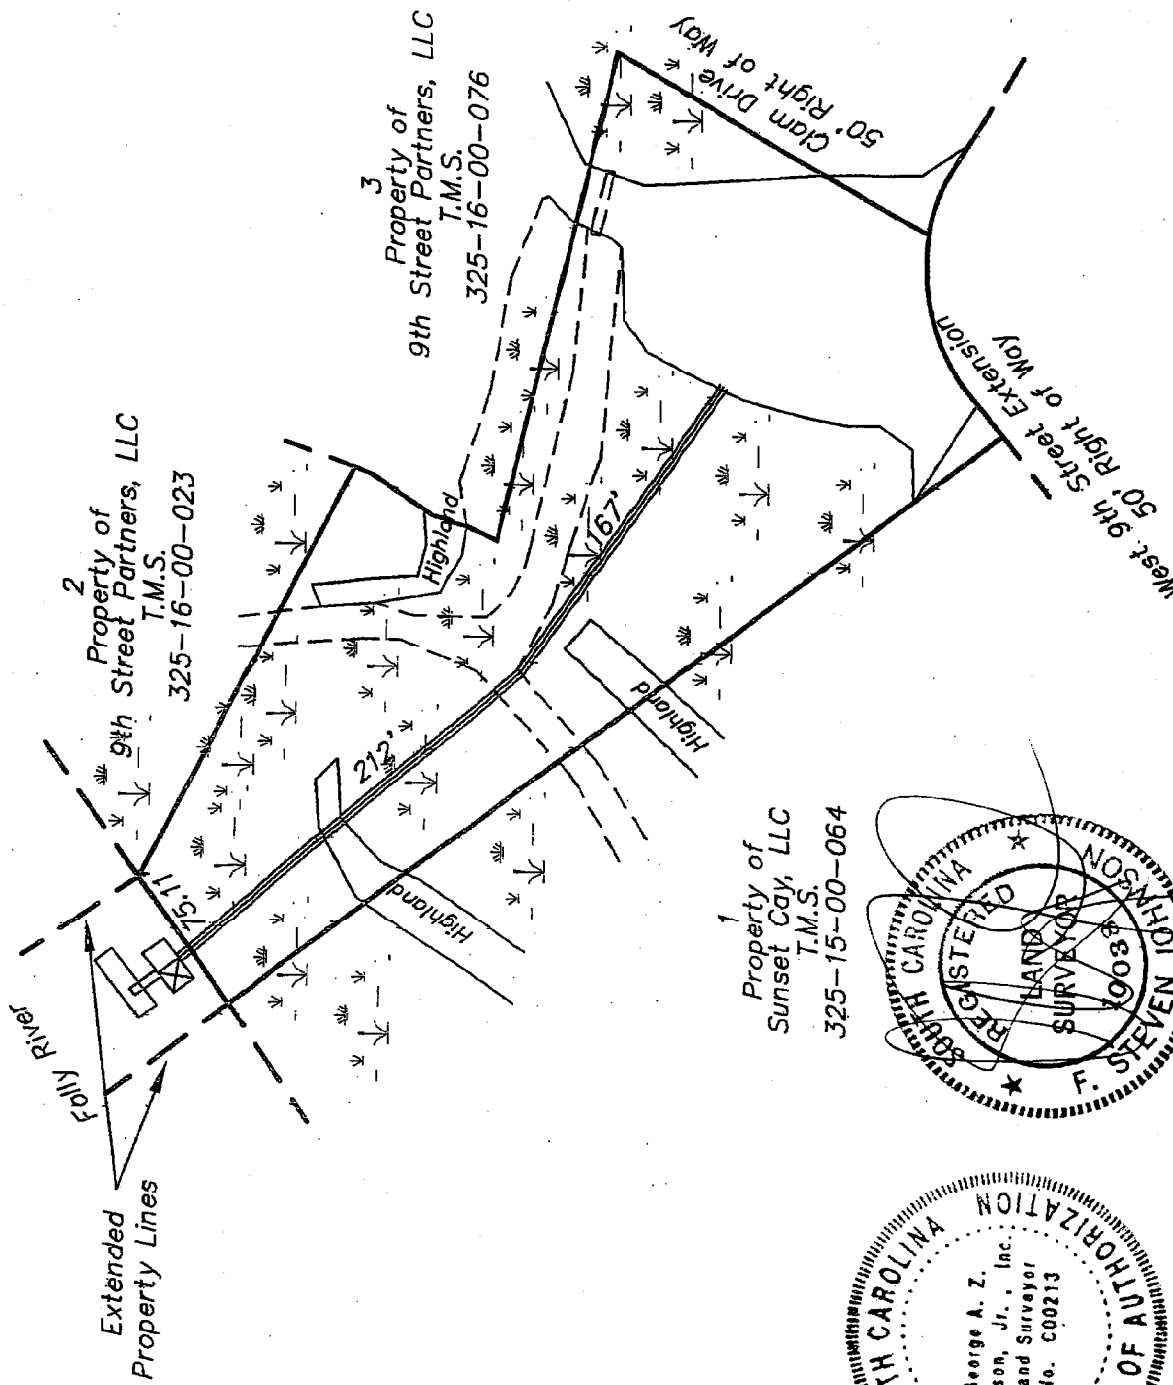 Extended
Property Lines
Folly River
75.11
2
Property of
9th Street Partners, LLC
T.M.S.
325-16-00-023
3
Property of
9th Street Partners, LLC
T.M.S.
325-16-00-076
Clam Drive
50' Right of Way
Highland
212'
167'
Highland
Highland
West 9th Street Extension
50' Right of Way
1
Property of
Sunset Cay, LLC
T.M.S.
325-15-00-064
SOUTH CAROLINA
REGISTERED
LAND
SURVEYOR
F. STEVEN JOHNSON
TH CAROLINA
OF AUTHORIZATION
George A. Z.
son, Jr., Inc.
and Surveyor
No. C00213